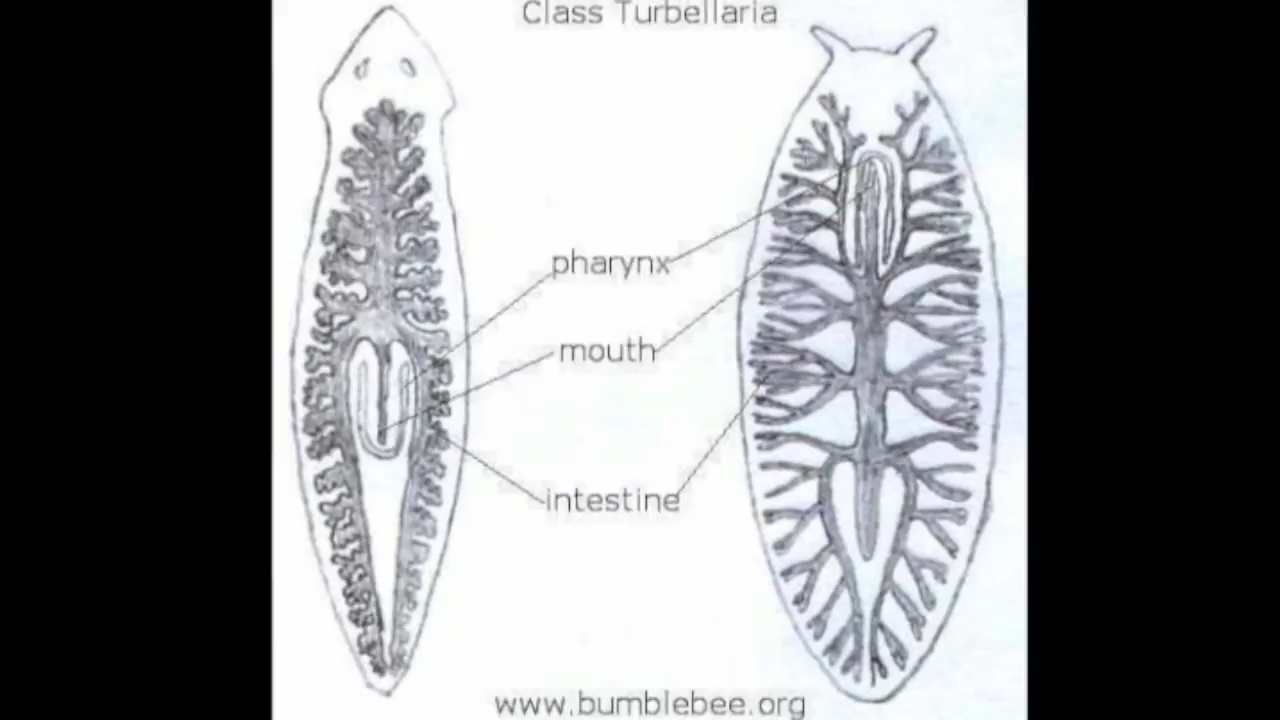 Class Turbellaria
pharynx
mouth
intestine
www.bumblebee.org